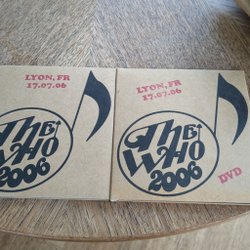 LYON, FR
17.07.06
THE
WHO
2006
LYON, FR
17.07.06
THE
WHO
2006
DVD